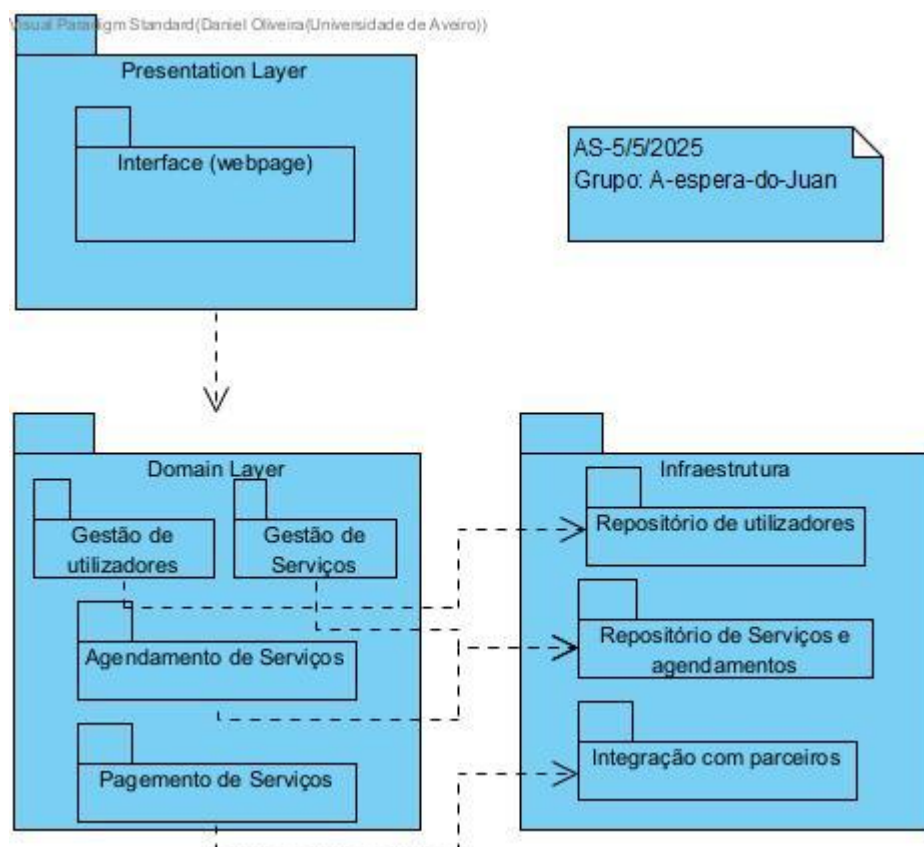 Visual Paradigm Standard(Daniel Oliveira(Universidade de Aveiro))
Presentation Layer
Interface (webpage)
AS-5/5/2025
Grupo: A-espera-do-Juan
Domain Layer
Gestão de
utilizadores
Gestão de
Serviços
Agendamento de Serviços
Pagemento de Serviços
Infraestrutura
Repositório de utilizadores
Repositório de Serviços e
agendamentos
Integração com parceiros